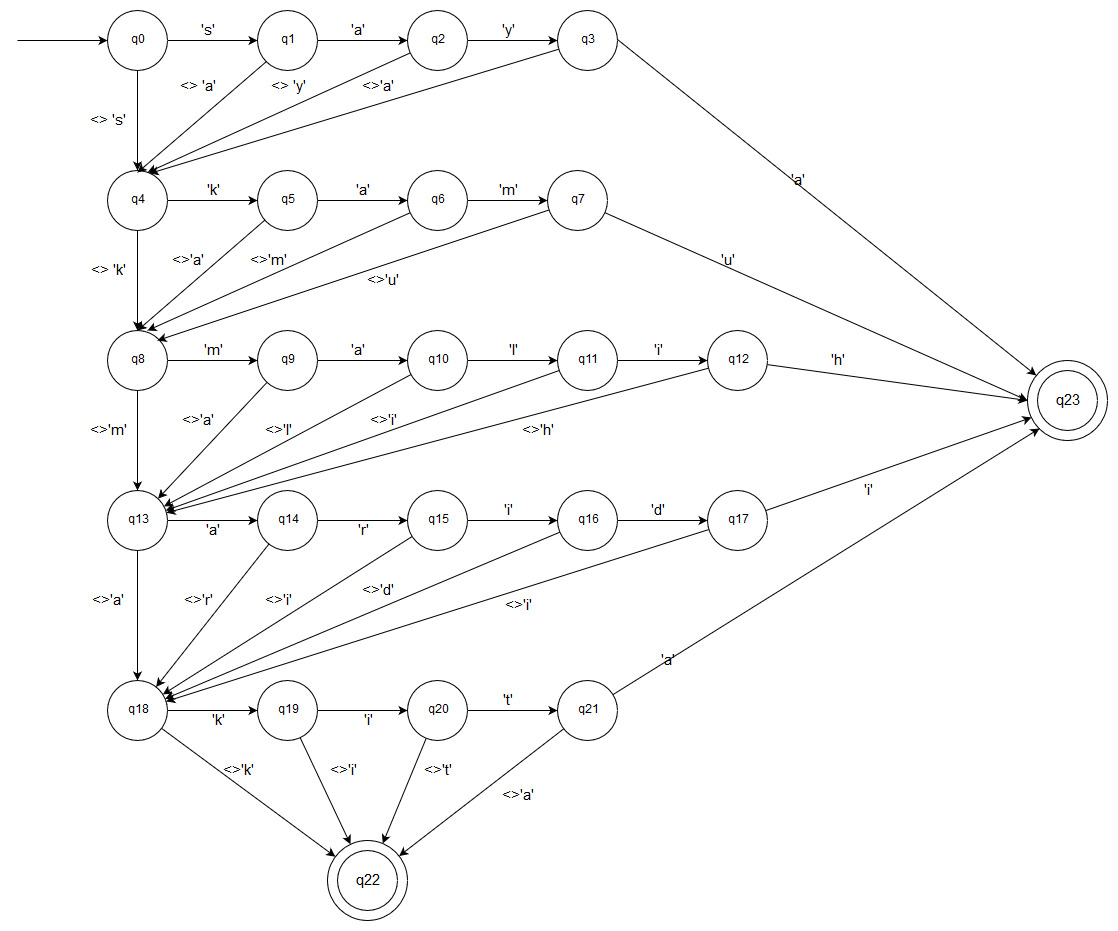 q0 's' q1 'a' q2 'y' q3
<> 's' <> 'a' <> 'y' <>'a' 'a'
q4 'k' q5 'a' q6 'm' q7
<> 'k' <>'a' <>'m' <>'u' 'u'
q8 'm' q9 'a' q10 'l' q11 'i' q12 'h'
q23
<>'m' <>'a' <>'l' <>'i' <>'h'
q13 'a' q14 'r' q15 'i' q16 'd' q17 'i'
<>'a' <>'r' <>'i' <>'d' <>'i'
'a'
q18 'k' q19 'i' q20 't' q21
<>'k' <>'i' <>'t' <>'a'
q22